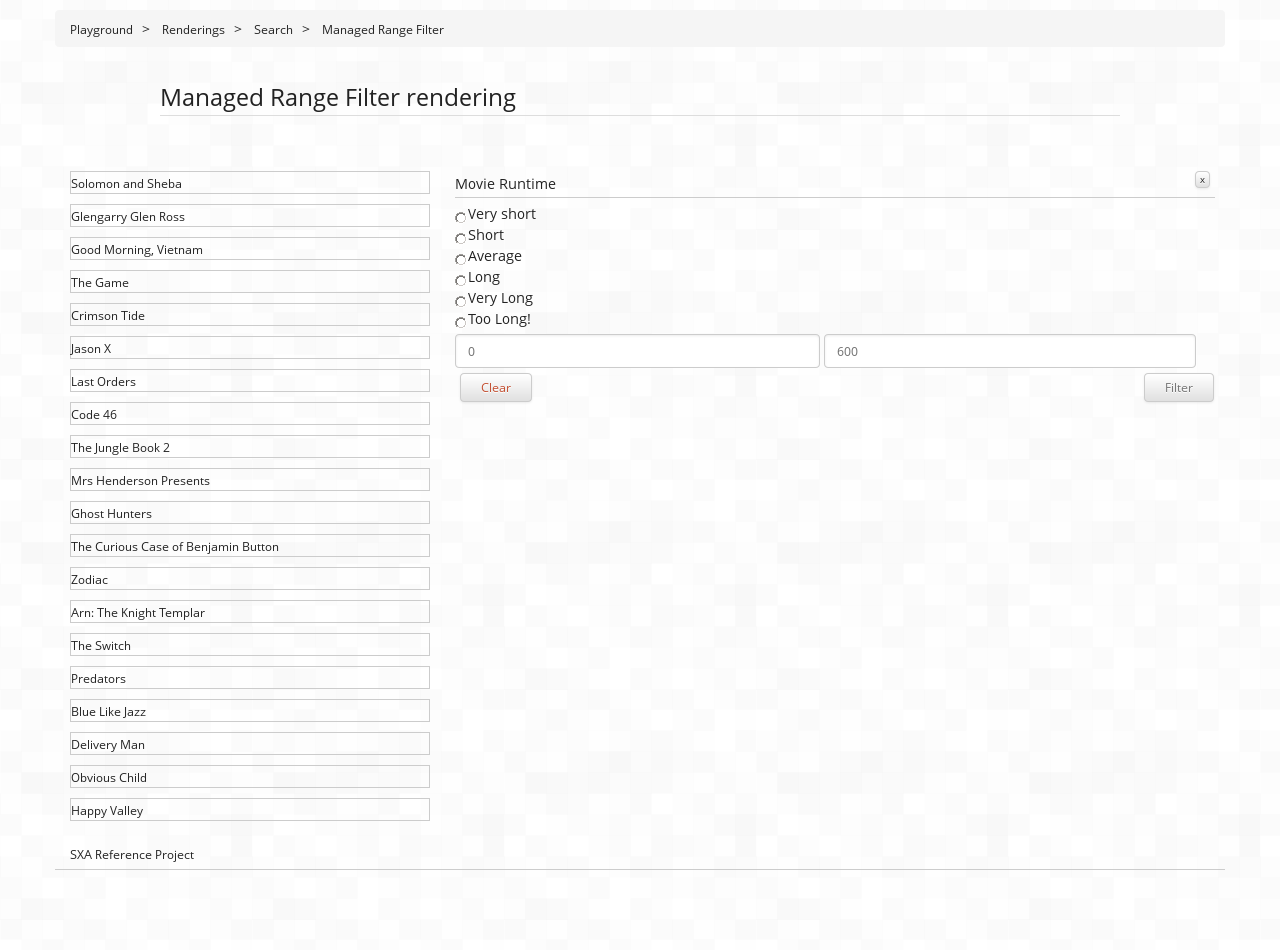 Playground > Renderings > Search > Managed Range Filter
Managed Range Filter rendering
Solomon and Sheba
Glengarry Glen Ross
Good Morning, Vietnam
The Game
Crimson Tide
Jason X
Last Orders
Code 46
The Jungle Book 2
Mrs Henderson Presents
Ghost Hunters
The Curious Case of Benjamin Button
Zodiac
Arn: The Knight Templar
The Switch
Predators
Blue Like Jazz
Delivery Man
Obvious Child
Happy Valley
Movie Runtime x
Very short
Short
Average
Long
Very Long
Too Long!
0 600
Clear Filter
SXA Reference Project